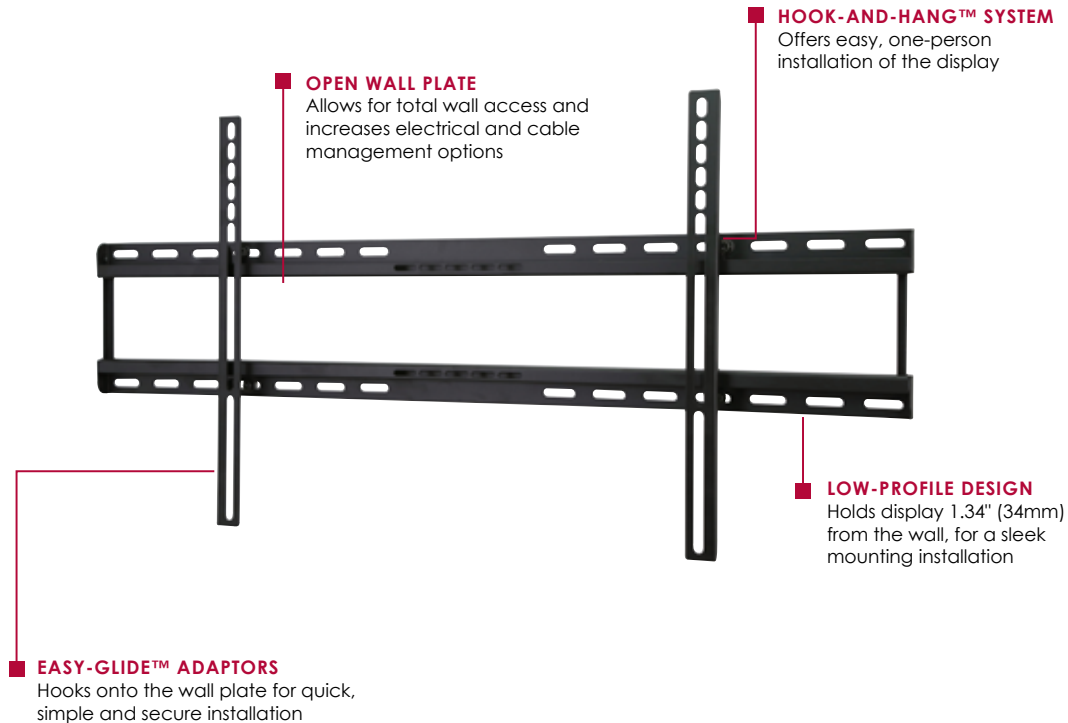 HOOK-AND-HANG™ SYSTEM
Offers easy, one-person
installation of the display
OPEN WALL PLATE
Allows for total wall access and
increases electrical and cable
management options
LOW-PROFILE DESIGN
Holds display 1.34" (34mm)
from the wall, for a sleek
mounting installation
EASY-GLIDE™ ADAPTORS
Hooks onto the wall plate for quick,
simple and secure installation